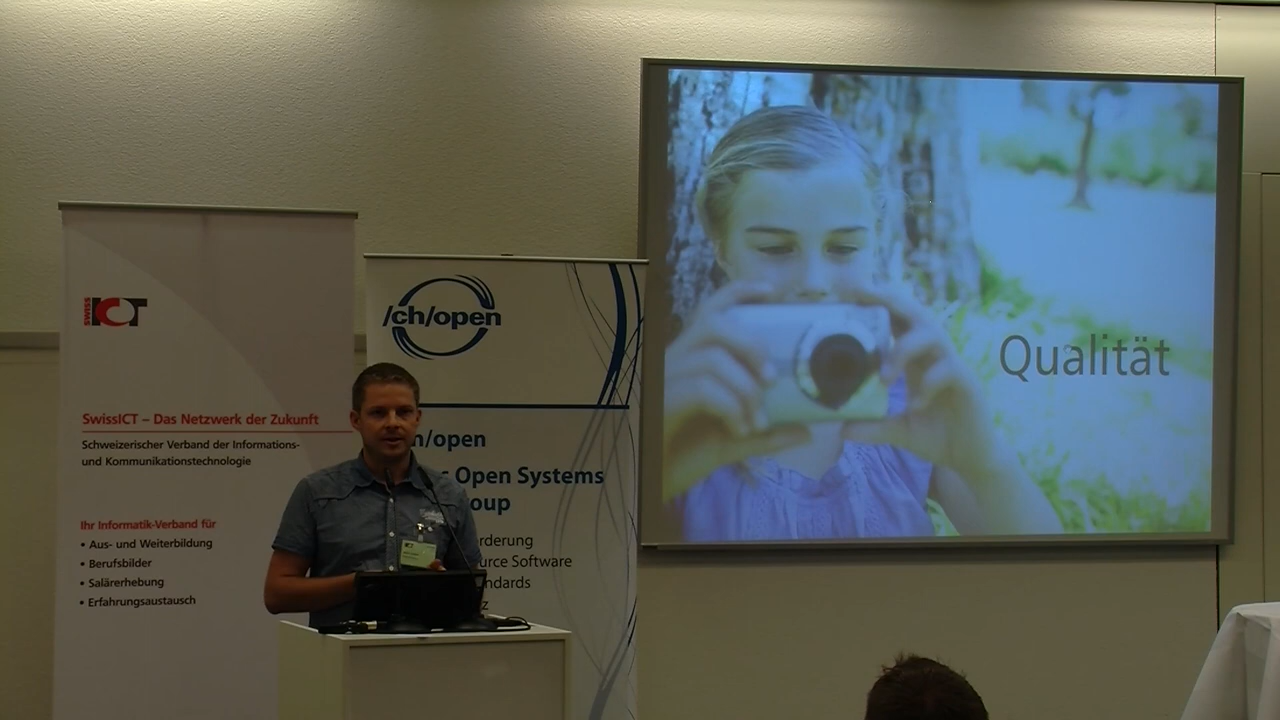 SWISS
ICT
SwissICT – Das Netzwerk der Zukunft
Schweizerischer Verband der Informations-
und Kommunikationstechnologie
Ihr Informatik-Verband für
• Aus- und Weiterbildung
• Berufsbilder
• Salärerhebung
• Erfahrungsaustausch
/ch/open
h/open
Open Systems
oup
rderung
urce Software
ndards
z
Qualität